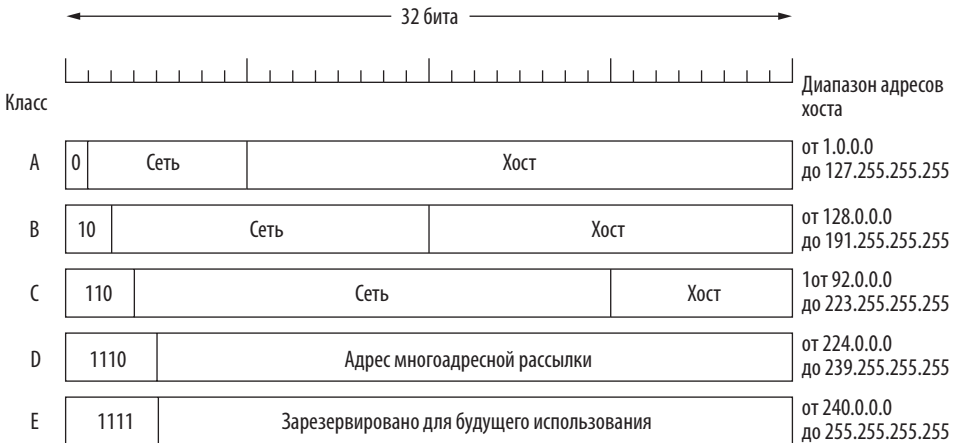 32 бита
Класс
Диапазон адресов
хоста
A
0
Сеть
Хост
от 1.0.0.0
до 127.255.255.255
B
10
Сеть
Хост
от 128.0.0.0
до 191.255.255.255
C
110
Сеть
Хост
1от 92.0.0.0
до 223.255.255.255
D
1110
Адрес многоадресной рассылки
от 224.0.0.0
до 239.255.255.255
E
1111
Зарезервировано для будущего использования
от 240.0.0.0
до 255.255.255.255